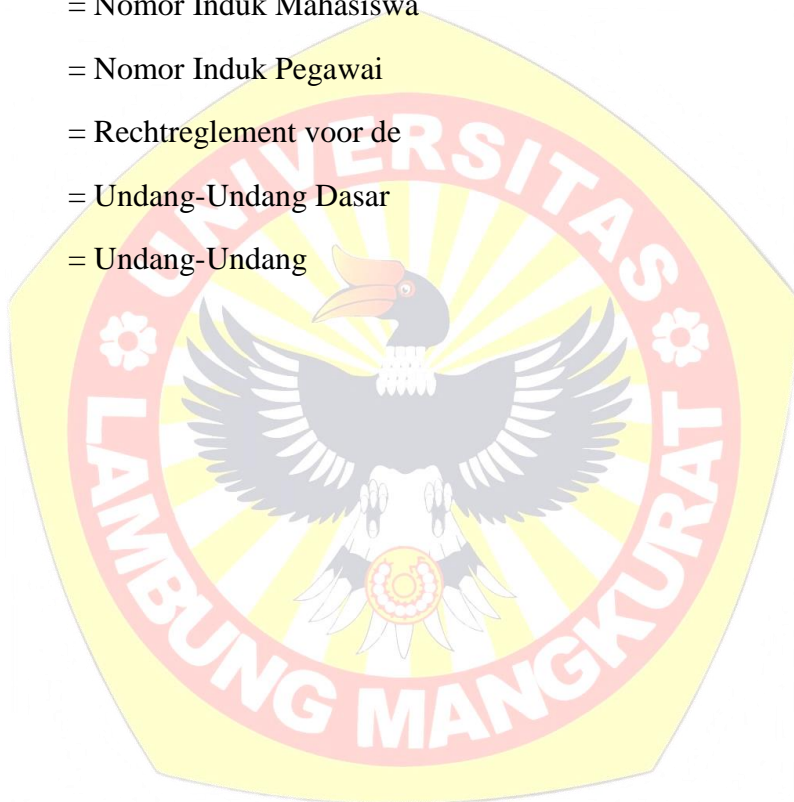 = Nomor Induk Mahasiswa
= Nomor Induk Pegawai
= Rechtreglement voor de
= Undang-Undang Dasar
= Undang-Undang
UNIVERSITAS
LAMBUNG MANGKURAT